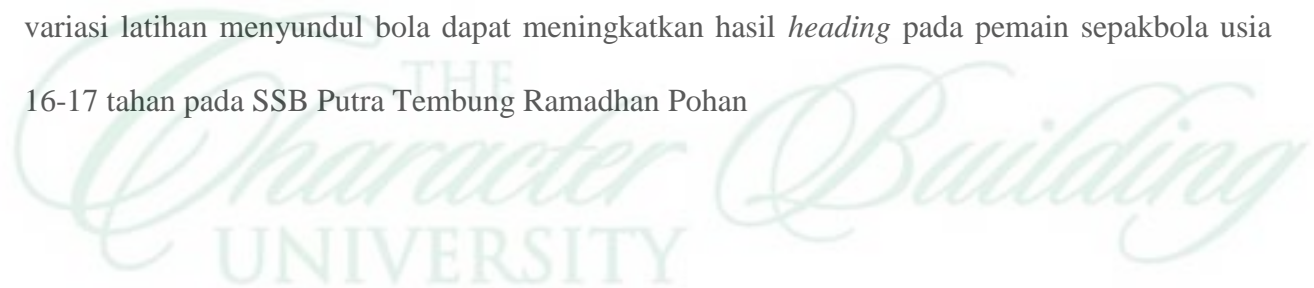 variasi latihan menyundul bola dapat meningkatkan hasil heading pada pemain sepakbola usia
16-17 tahan pada SSB Putra Tembung Ramadhan Pohan
THE
Character Building
UNIVERSITY